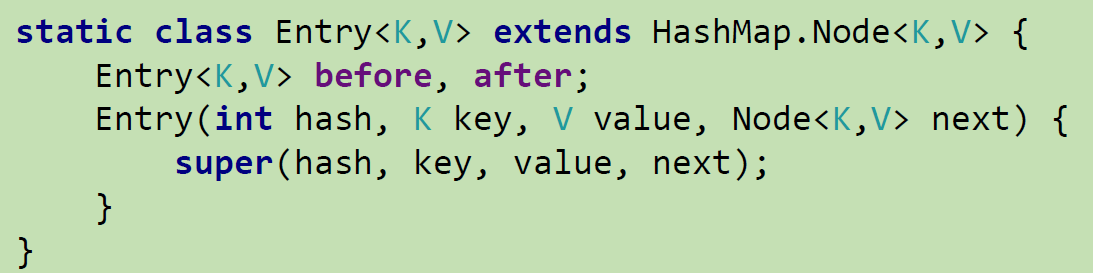 static class Entry<K,V> extends HashMap.Node<K,V> {
    Entry<K,V> before, after;
    Entry(int hash, K key, V value, Node<K,V> next) {
        super(hash, key, value, next);
    }
}